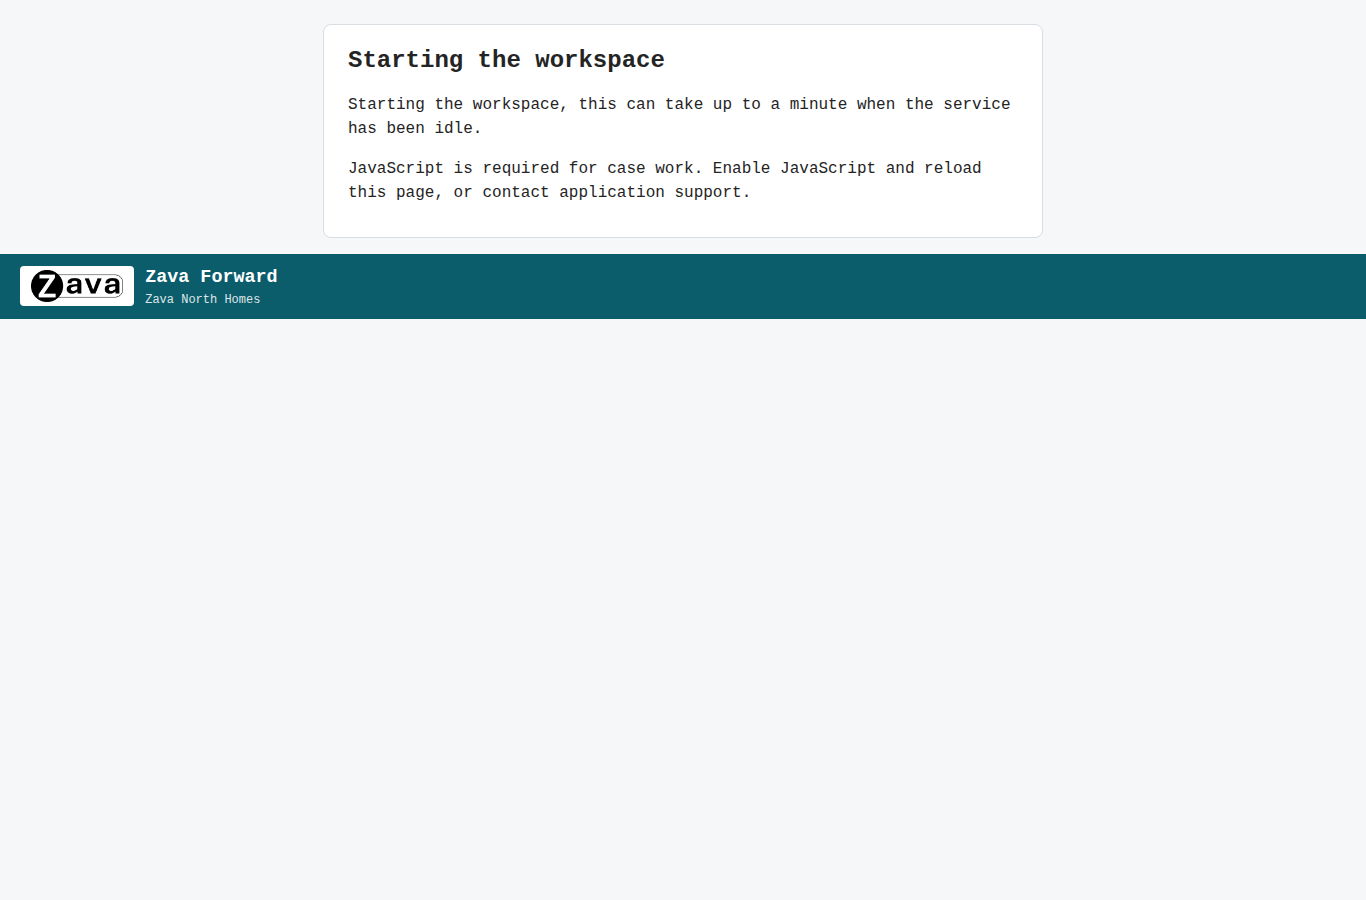 Starting the workspace
Starting the workspace, this can take up to a minute when the service
has been idle.
JavaScript is required for case work. Enable JavaScript and reload
this page, or contact application support.
Zava
Zava Forward
Zava North Homes